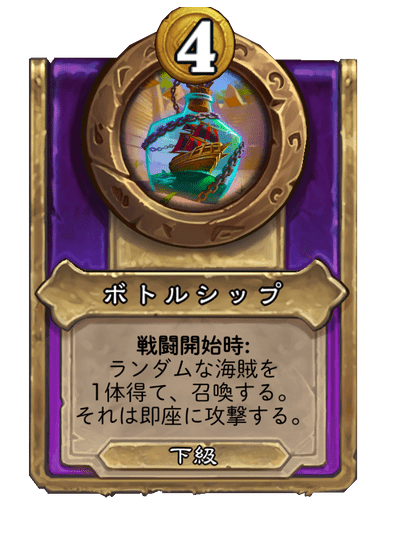 4
ボトルシップ
戦闘開始時:
ランダムな海賊を
1体得て、召喚する。
それは即座に攻撃する。
下級